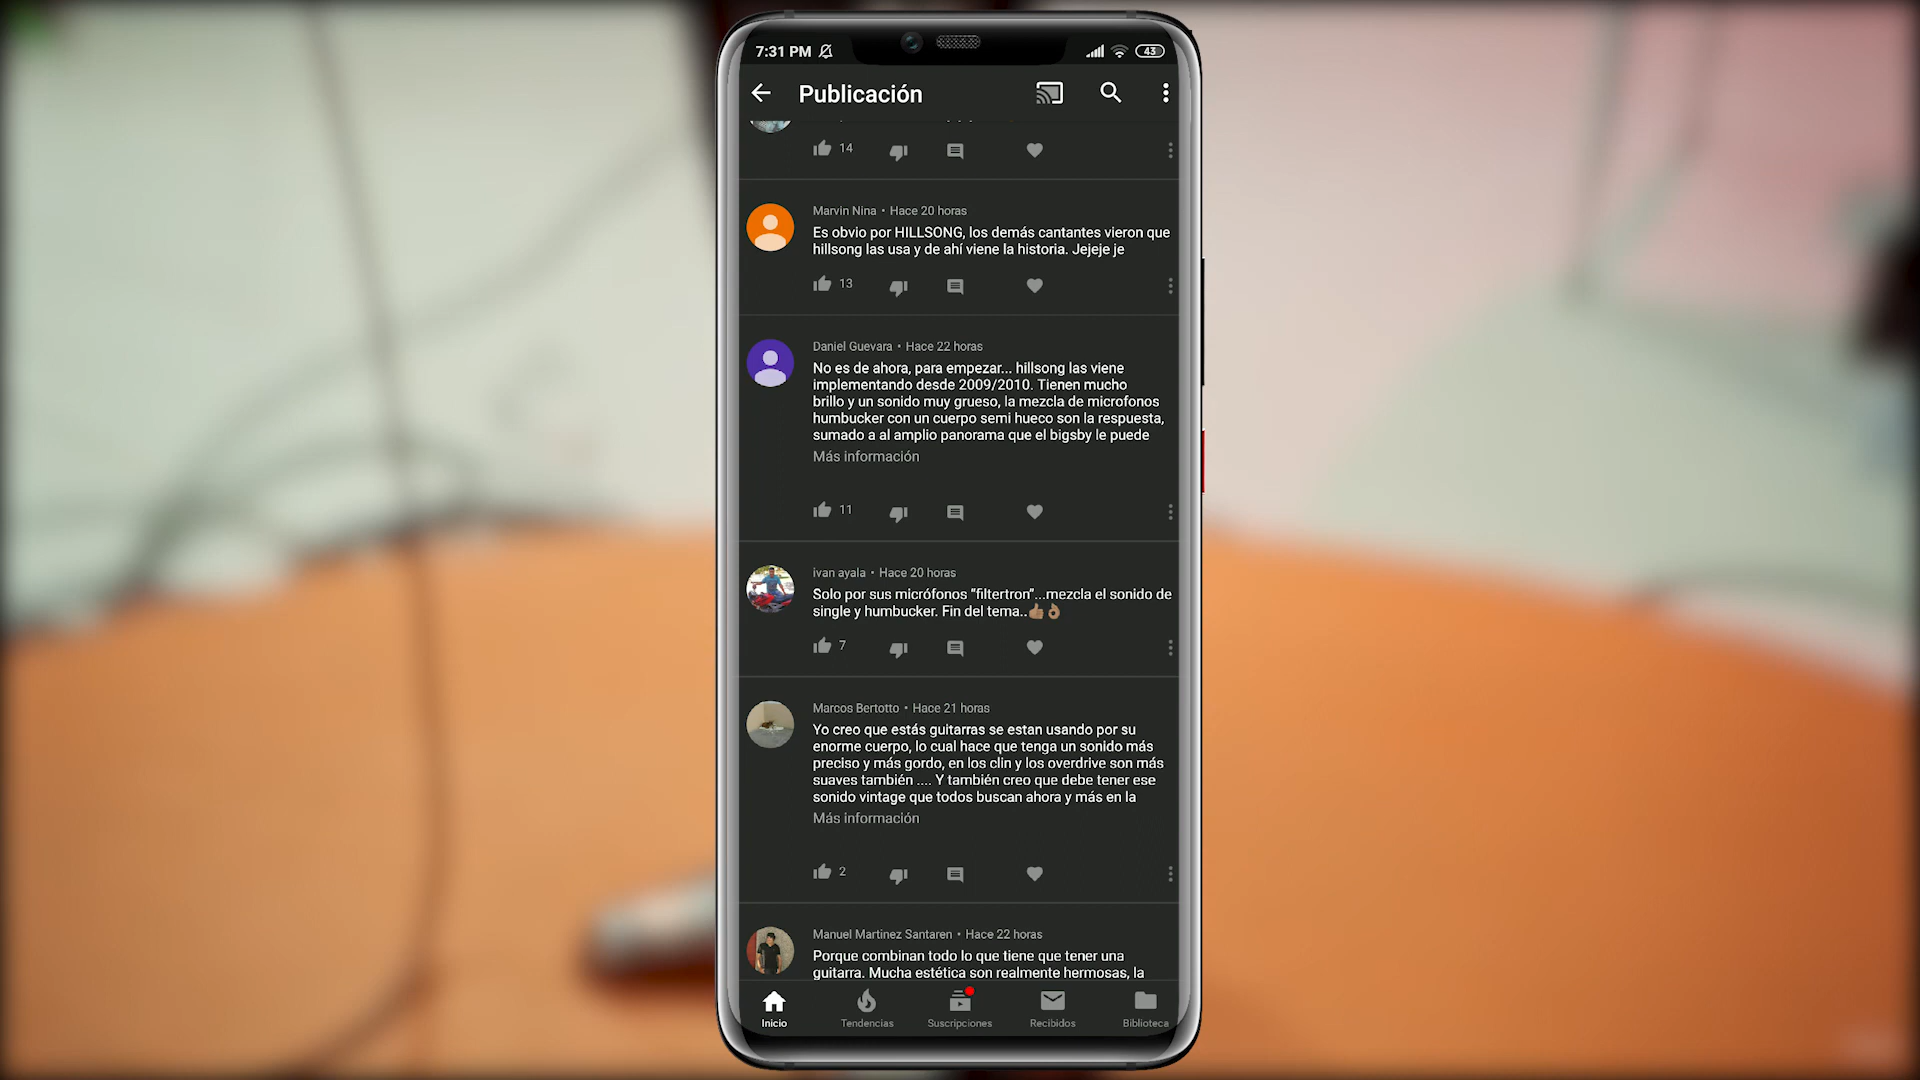 7:31 PM
43
Publicación
14
Marvin Nina • Hace 20 horas
Es obvio por HILLSONG, los demás cantantes vieron que
hillsong las usa y de ahí viene la historia. Jejeje je
13
Daniel Guevara • Hace 22 horas
No es de ahora, para empezar... hillsong las viene
implementando desde 2009/2010. Tienen mucho
brillo y un sonido muy grueso, la mezcla de microfonos
humbucker con un cuerpo semi hueco son la respuesta,
sumado a al amplio panorama que el bigsby le puede
Más información
11
ivan ayala • Hace 20 horas
Solo por sus micrófonos "filtertron"...mezcla el sonido de
single y humbucker. Fin del tema..👍🏽👌🏽
7
Marcos Bertotto • Hace 21 horas
Yo creo que estás guitarras se estan usando por su
enorme cuerpo, lo cual hace que tenga un sonido más
preciso y más gordo, en los clin y los overdrive son más
suaves también .... Y también creo que debe tener ese
sonido vintage que todos buscan ahora y más en la
Más información
2
Manuel Martinez Santaren • Hace 22 horas
Porque combinan todo lo que tiene que tener una
guitarra. Mucha estética son realmente hermosas, la
Inicio
Tendencias
Suscripciones
Recibidos
Biblioteca